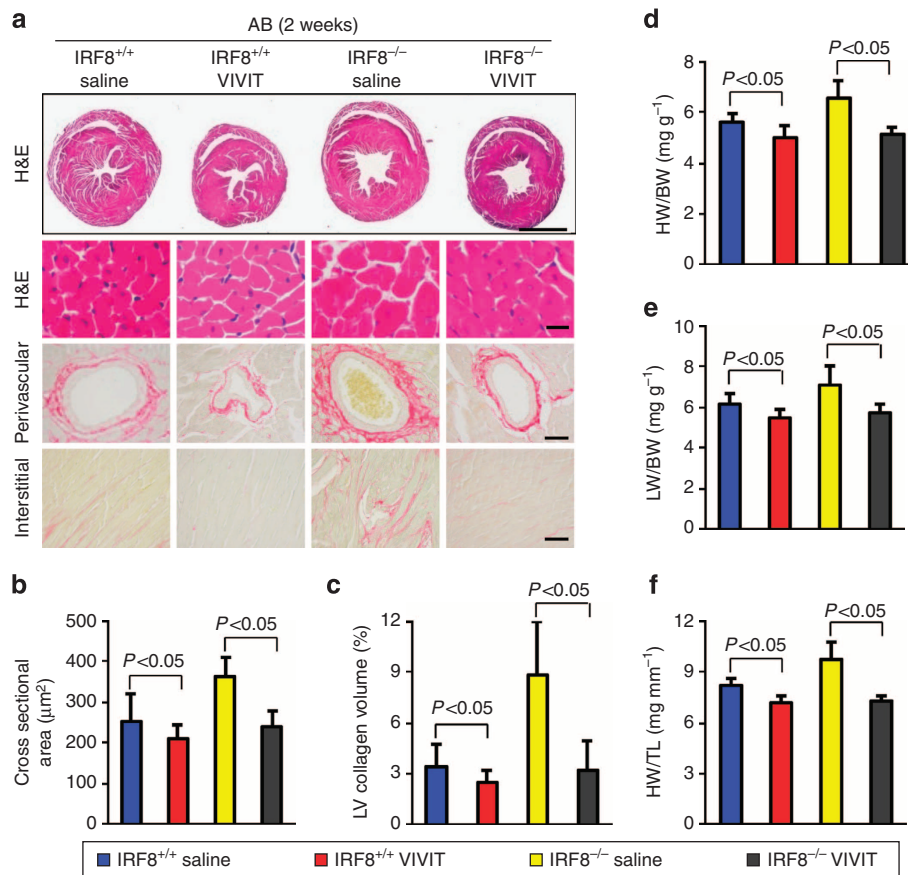 a
AB (2 weeks)
IRF8+/+ saline
IRF8+/+ VIVIT
IRF8−/− saline
IRF8−/− VIVIT
H&E
H&E
Perivascular
Interstitial
b
Cross sectional
area (μm²)
500
400
300
200
100
0
P<0.05
P<0.05
c
LV collagen volume (%)
12
9
6
3
0
P<0.05
P<0.05
d
HW/BW (mg g⁻¹)
8
6
4
2
0
P<0.05
P<0.05
e
LW/BW (mg g⁻¹)
10
8
6
4
2
0
P<0.05
P<0.05
f
HW/TL (mg mm⁻¹)
12
9
6
3
0
P<0.05
P<0.05
IRF8+/+ saline
IRF8+/+ VIVIT
IRF8−/− saline
IRF8−/− VIVIT